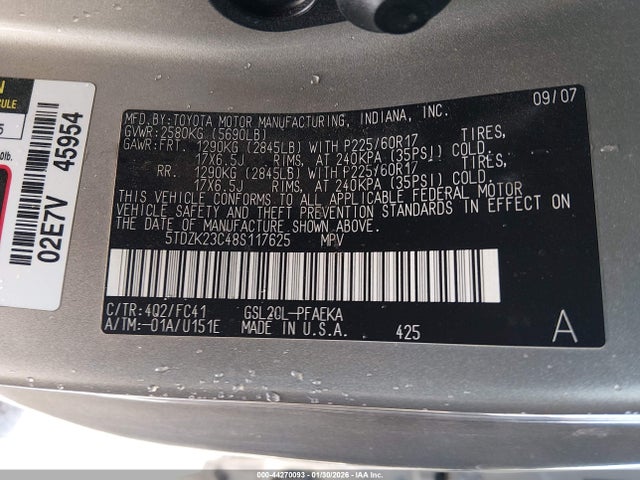 09/07
MFD.BY:TOYOTA MOTOR MANUFACTURING, INDIANA, INC.
GVWR:2580KG (5690LB)
GAWR:FRT. 1290KG (2845LB) WITH P225/60R17 TIRES,
17X6.5J RIMS, AT 240KPA (35PSI) COLD.
RR. 1290KG (2845LB) WITH P225/60R17 TIRES,
17X6.5J RIMS, AT 240KPA (35PSI) COLD.
THIS VEHICLE CONFORMS TO ALL APPLICABLE FEDERAL MOTOR
VEHICLE SAFETY AND THEFT PREVENTION STANDARDS IN EFFECT ON
THE DATE OF MANUFACTURE SHOWN ABOVE.
5TDZK23C48S117625 MPV
C/TR:4Q2/FC41 GSL20L-PFAEKA
A/TM:-01A/U151E MADE IN U.S.A. 425 A
02E7V 45954
000-44270093 - 01/30/2026 - IAA Holdings, LLC